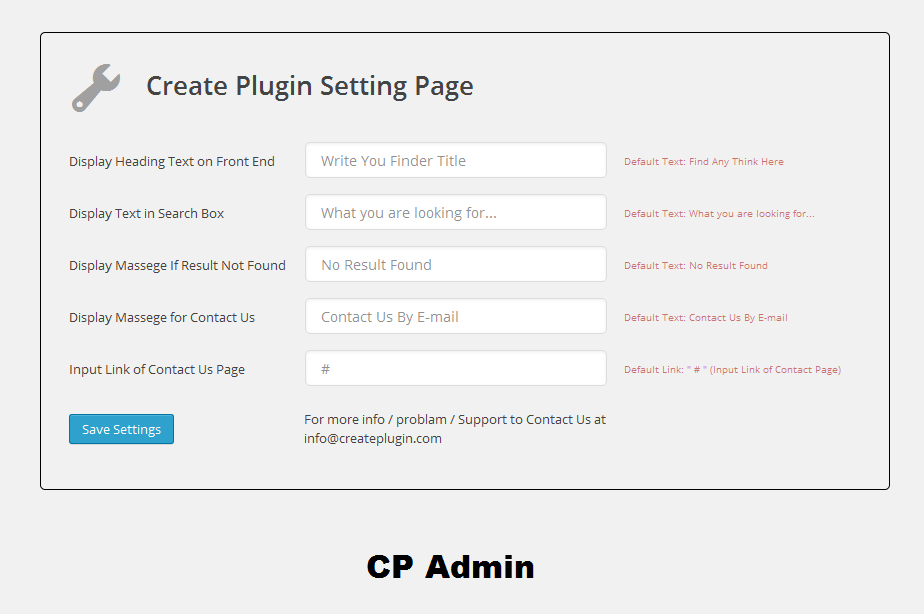 Create Plugin Setting Page
Display Heading Text on Front End
Write You Finder Title
Default Text: Find Any Think Here
Display Text in Search Box
What you are looking for...
Default Text: What you are looking for...
Display Massege If Result Not Found
No Result Found
Default Text: No Result Found
Display Massege for Contact Us
Contact Us By E-mail
Default Text: Contact Us By E-mail
Input Link of Contact Us Page
#
Default Link: " # " (Input Link of Contact Page)
Save Settings
For more info / problam / Support to Contact Us at
info@createplugin.com
CP Admin